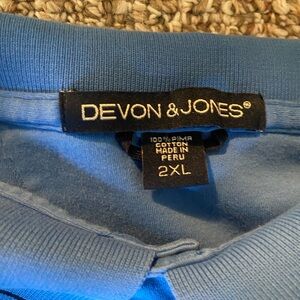 DEVON & JONES®
100% PIMA
COTTON
MADE IN
PERU
2XL